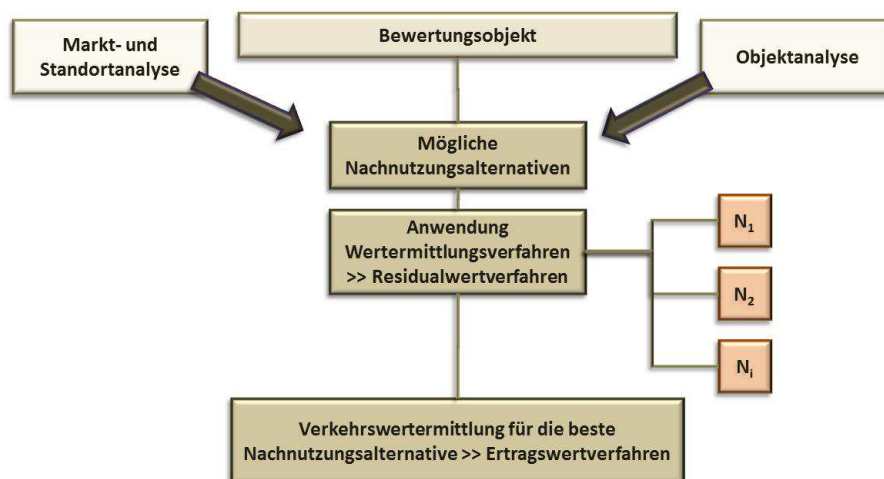 Markt- und
Standortanalyse
Bewertungsobjekt
Objektanalyse
Mögliche
Nachnutzungsalternativen
Anwendung
Wertermittlungsverfahren
>> Residualwertverfahren
N₁
N₂
Nᵢ
Verkehrswertermittlung für die beste
Nachnutzungsalternative >> Ertragswertverfahren